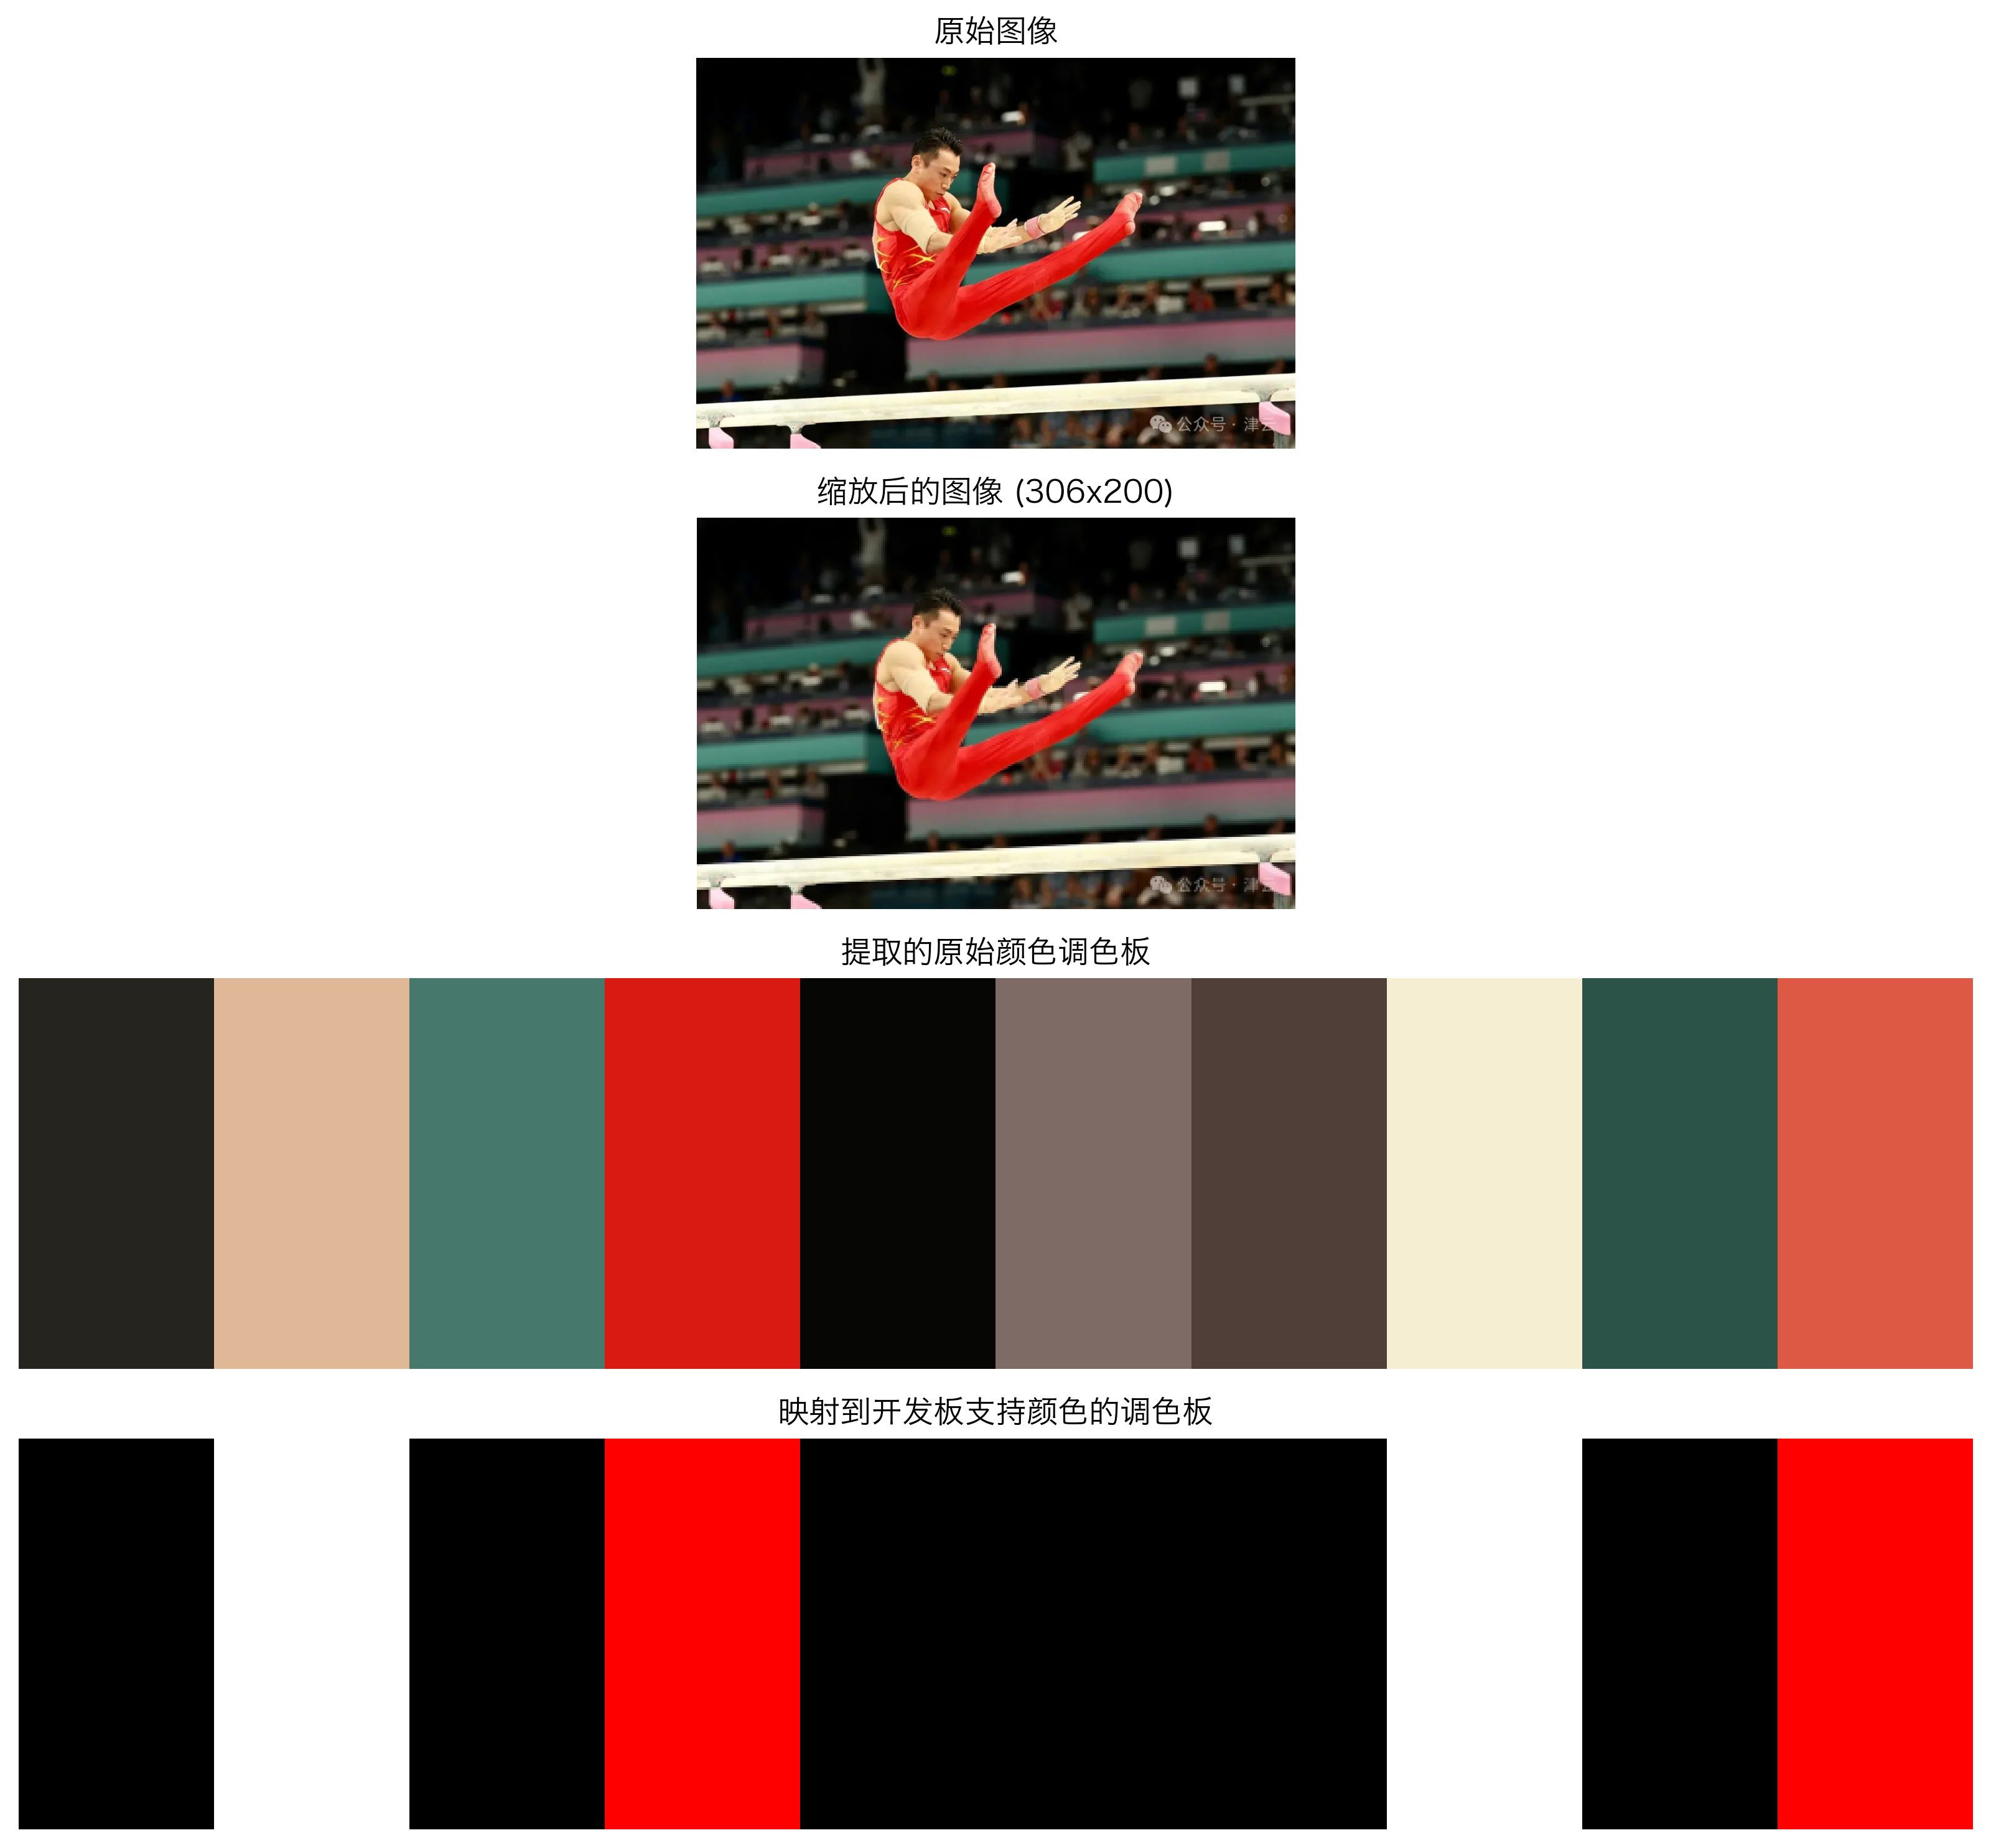 原始图像
公众号 · 津云
缩放后的图像 (306x200)
公众号 · 津云
提取的原始颜色调色板
映射到开发板支持颜色的调色板